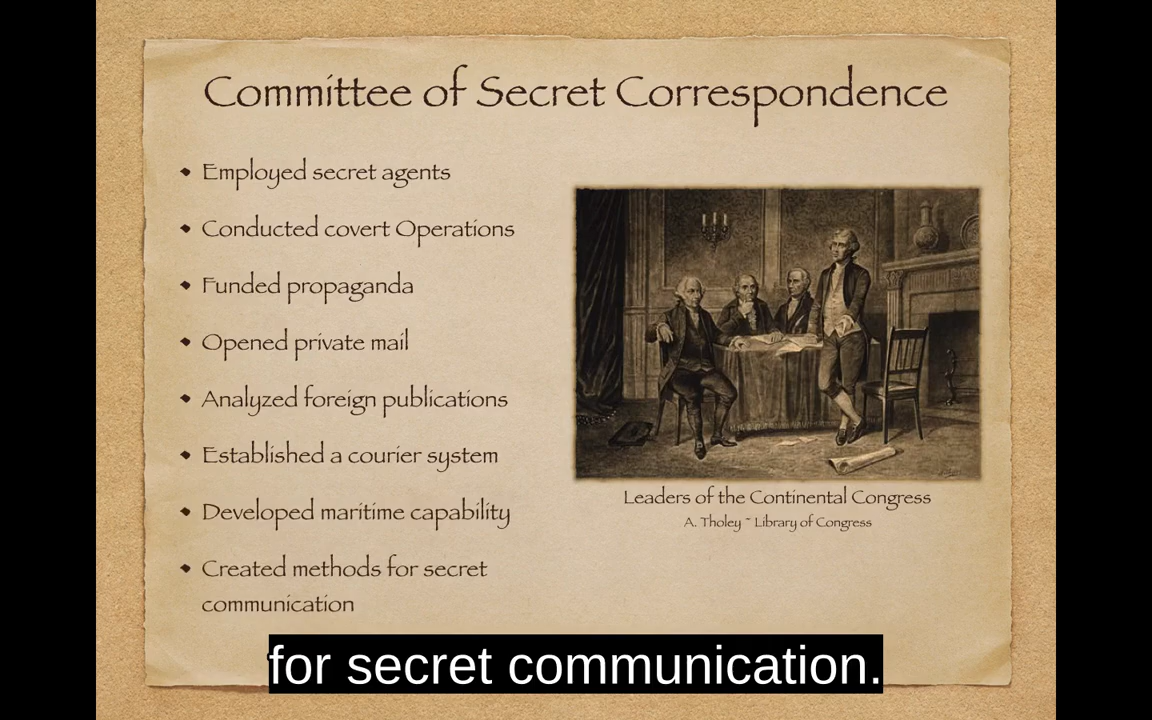 Committee of Secret Correspondence
• Employed secret agents
• Conducted covert Operations
• Funded propaganda
• Opened private mail
• Analyzed foreign publications
• Established a courier system
• Developed maritime capability
• Created methods for secret
communication
Leaders of the Continental Congress
A. Tholey ~ Library of Congress
for secret communication.